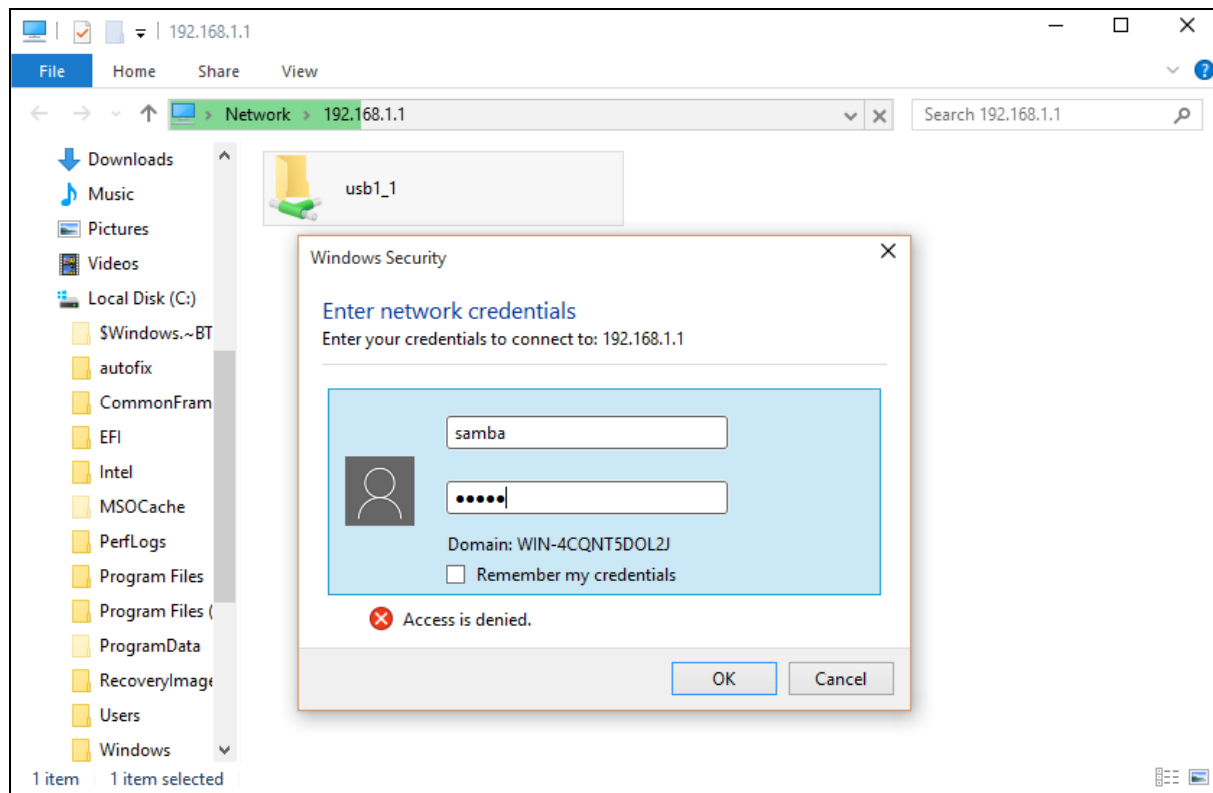 192.168.1.1
File Home Share View
Network 192.168.1.1
Search 192.168.1.1
Downloads
Music
Pictures
Videos
Local Disk (C:)
$Windows.~BT
autofix
CommonFram
EFI
Intel
MSOCache
PerfLogs
Program Files
Program Files (
ProgramData
RecoveryImage
Users
Windows
usb1_1
Windows Security
Enter network credentials
Enter your credentials to connect to: 192.168.1.1
samba
•••••
Domain: WIN-4CQNT5DOL2J
Remember my credentials
Access is denied.
OK Cancel
1 item 1 item selected